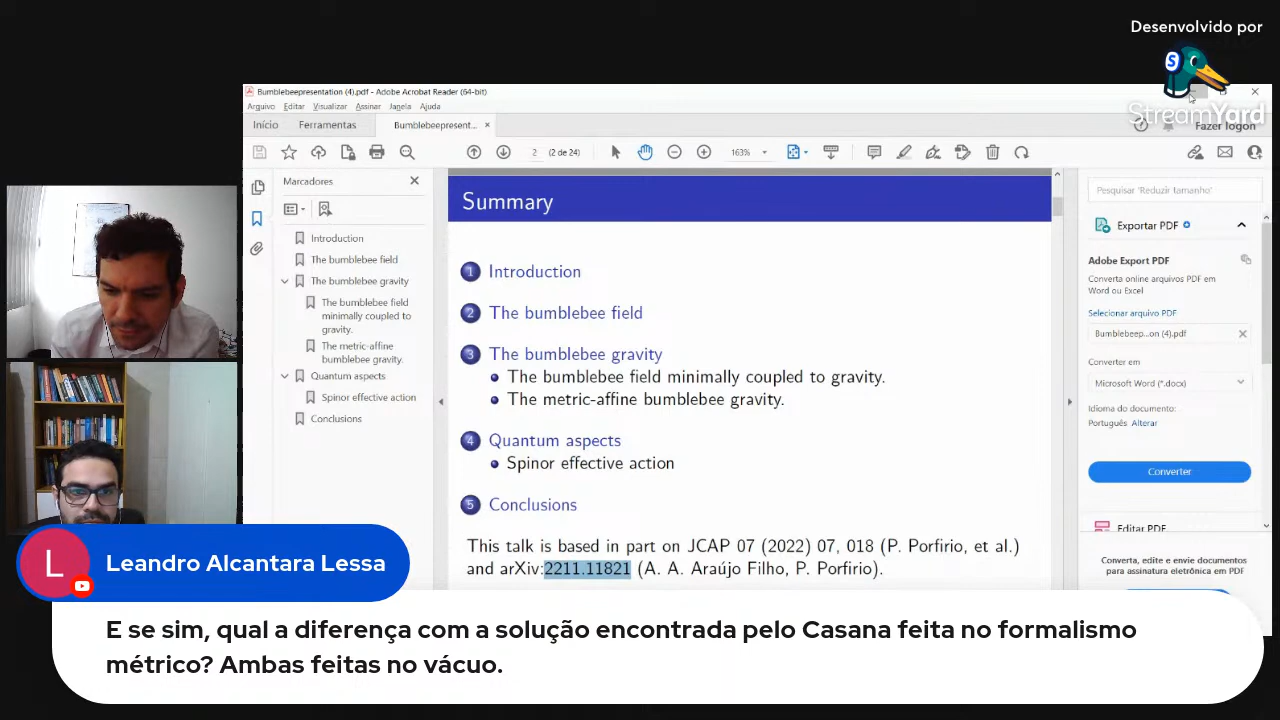 Desenvolvido por
StreamYard
Bumblebeepresentation (4).pdf - Adobe Acrobat Reader (64-bit)
Arquivo Editar Visualizar Assinar Janela Ajuda
Início Ferramentas Bumblebeepresent... ×
Fazer logon
2 (2 de 24) 163%
Marcadores
Introduction
The bumblebee field
The bumblebee gravity
The bumblebee field
minimally coupled to
gravity.
The metric-affine
bumblebee gravity.
Quantum aspects
Spinor effective action
Conclusions
Summary
1 Introduction
2 The bumblebee field
3 The bumblebee gravity
The bumblebee field minimally coupled to gravity.
The metric-affine bumblebee gravity.
4 Quantum aspects
Spinor effective action
5 Conclusions
This talk is based in part on JCAP 07 (2022) 07, 018 (P. Porfirio, et al.)
and arXiv:2211.11821 (A. A. Araújo Filho, P. Porfirio).
Pesquisar 'Reduzir tamanho'
Exportar PDF
Adobe Export PDF
Converta online arquivos PDF em
Word ou Excel
Selecionar arquivo PDF
Bumblebeep...on (4).pdf
Converter em
Microsoft Word (*.docx)
Idioma do documento:
Português Alterar
Converter
Editar PDF
Converta, edite e envie documentos
para assinatura eletrônica em PDF
L
Leandro Alcantara Lessa
E se sim, qual a diferença com a solução encontrada pelo Casana feita no formalismo
métrico? Ambas feitas no vácuo.